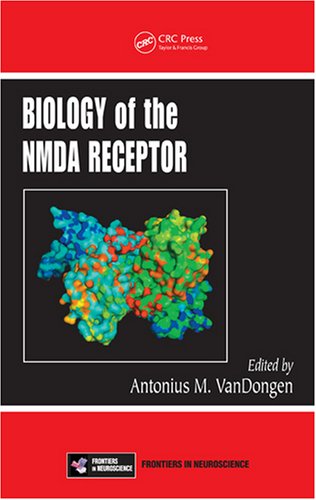 CRC
CRC Press
Taylor & Francis Group
BIOLOGY of the
NMDA RECEPTOR
Edited by
Antonius M. VanDongen
FRONTIERS
IN NEUROSCIENCE
FRONTIERS IN NEUROSCIENCE